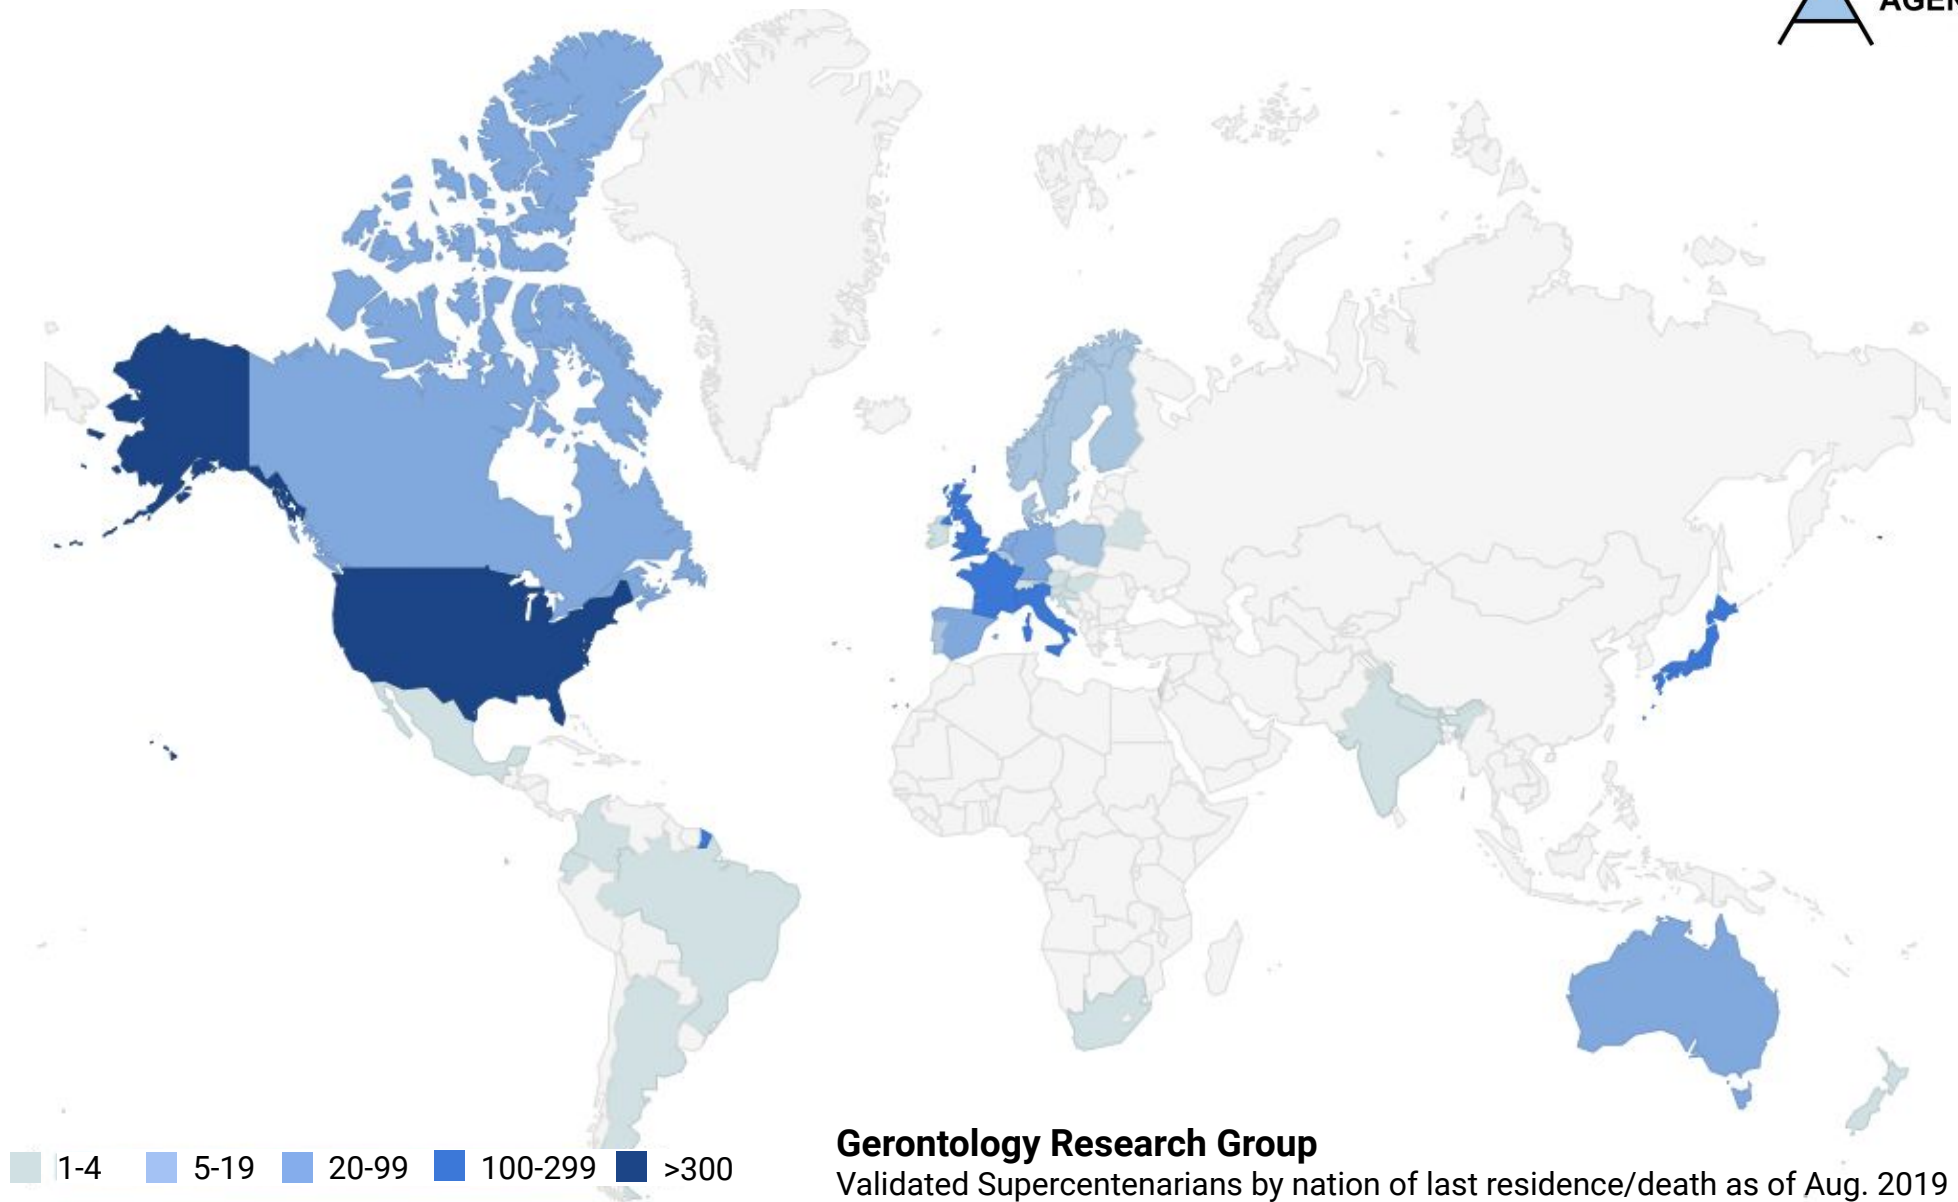 AGEN
1-4 5-19 20-99 100-299 >300
Gerontology Research Group
Validated Supercentenarians by nation of last residence/death as of Aug. 2019